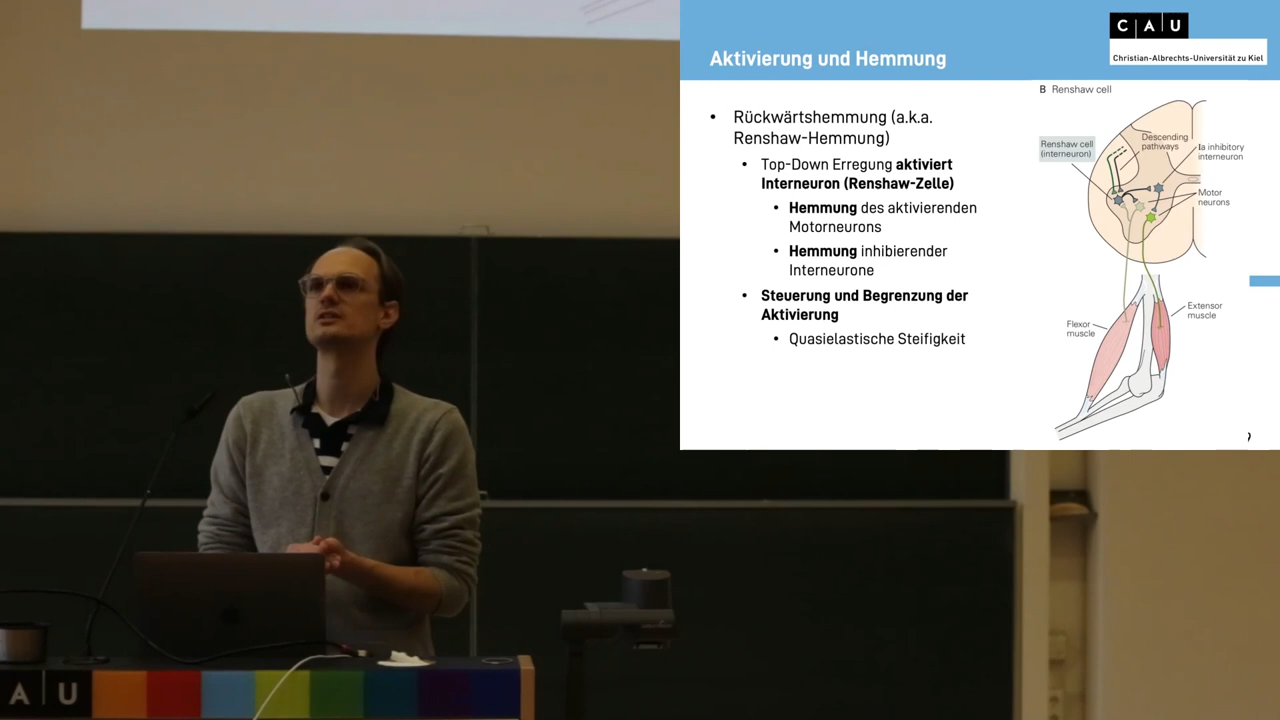 Aktivierung und Hemmung
C A U
Christian-Albrechts-Universität zu Kiel
• Rückwärtshemmung (a.k.a.
Renshaw-Hemmung)
• Top-Down Erregung aktiviert
Interneuron (Renshaw-Zelle)
• Hemmung des aktivierenden
Motorneurons
• Hemmung inhibierender
Interneurone
• Steuerung und Begrenzung der
Aktivierung
• Quasielastische Steifigkeit
B Renshaw cell
Renshaw cell
(interneuron)
Descending
pathways
Ia inhibitory
interneuron
Motor
neurons
Flexor
muscle
Extensor
muscle
A U